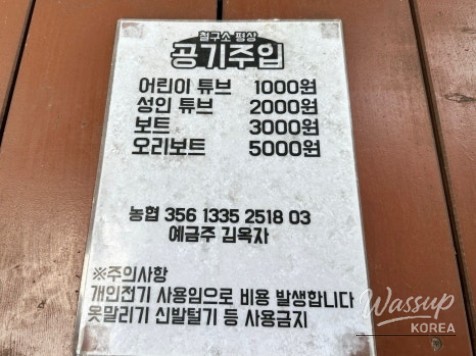 철구소 평상
공기주입
어린이 튜브 1000원
성인 튜브 2000원
보트 3000원
오리보트 5000원
농협 356 1335 2518 03
예금주 김옥자
※주의사항
개인전기 사용임으로 비용 발생합니다
옷말리기 신발털기 등 사용금지
Wassup
KOREA